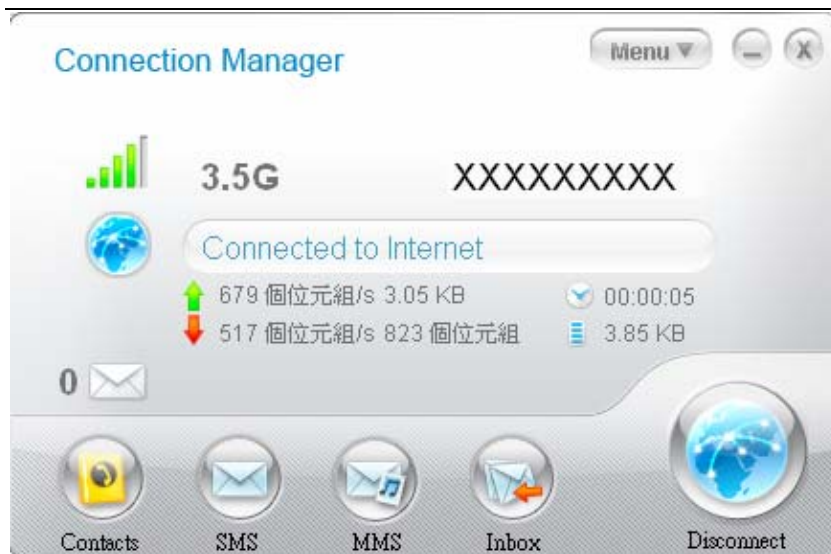 Connection Manager
Menu
X
3.5G XXXXXXXXX
Connected to Internet
679 個位元組/s 3.05 KB 00:00:05
517 個位元組/s 823 個位元組 3.85 KB
0
Contacts SMS MMS Inbox Disconnect